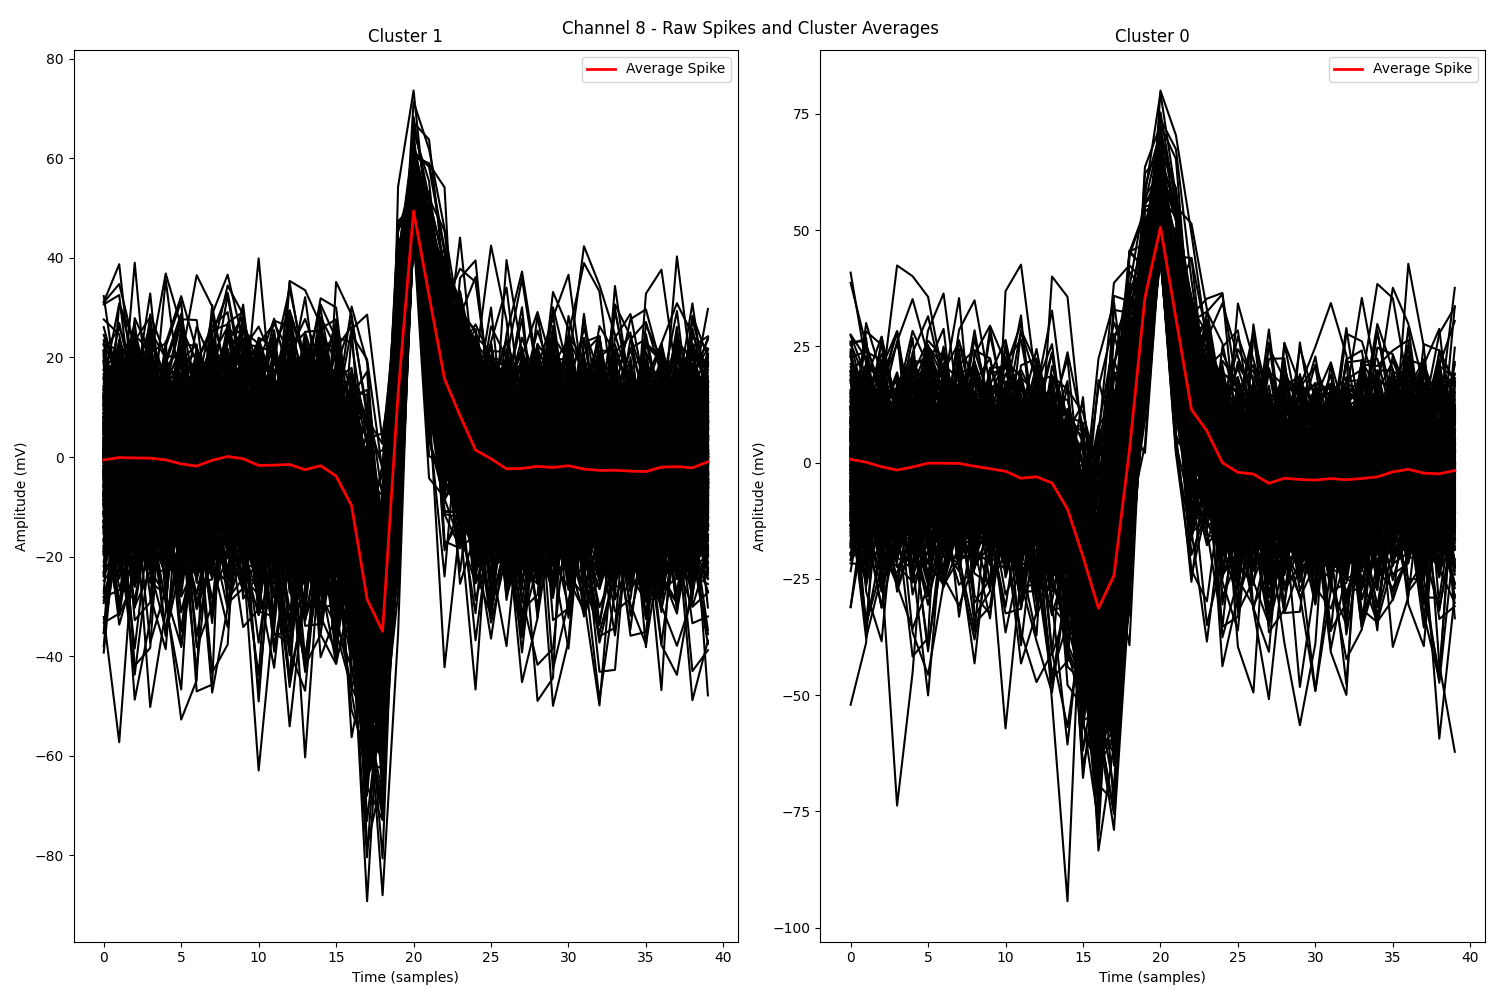 Channel 8 - Raw Spikes and Cluster Averages
Cluster 1
Average Spike
80
60
40
20
0
−20
−40
−60
−80
Amplitude (mV)
0 5 10 15 20 25 30 35 40
Time (samples)
Cluster 0
Average Spike
75
50
25
0
−25
−50
−75
−100
Amplitude (mV)
0 5 10 15 20 25 30 35 40
Time (samples)